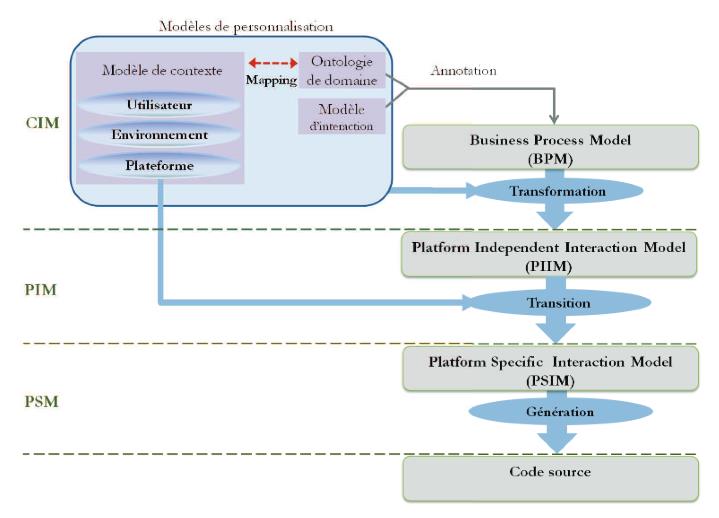 Modèles de personnalisation
Modèle de contexte
Utilisateur
Environnement
Plateforme
Mapping
Ontologie
de domaine
Modèle
d'interaction
Annotation
CIM
Business Process Model
(BPM)
Transformation
Platform Independent Interaction Model
(PIIM)
PIM
Transition
Platform Specific Interaction Model
(PSIM)
PSM
Génération
Code source